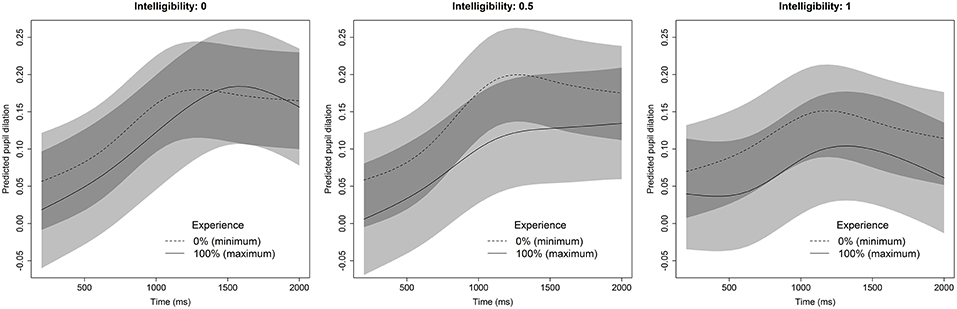 Intelligibility: 0
Predicted pupil dilation
0.25
0.20
0.15
0.10
0.05
0.00
-0.05
Experience
0% (minimum)
100% (maximum)
500 1000 1500 2000
Time (ms)
Intelligibility: 0.5
Predicted pupil dilation
0.25
0.20
0.15
0.10
0.05
0.00
-0.05
Experience
0% (minimum)
100% (maximum)
500 1000 1500 2000
Time (ms)
Intelligibility: 1
Predicted pupil dilation
0.25
0.20
0.15
0.10
0.05
0.00
-0.05
Experience
0% (minimum)
100% (maximum)
500 1000 1500 2000
Time (ms)